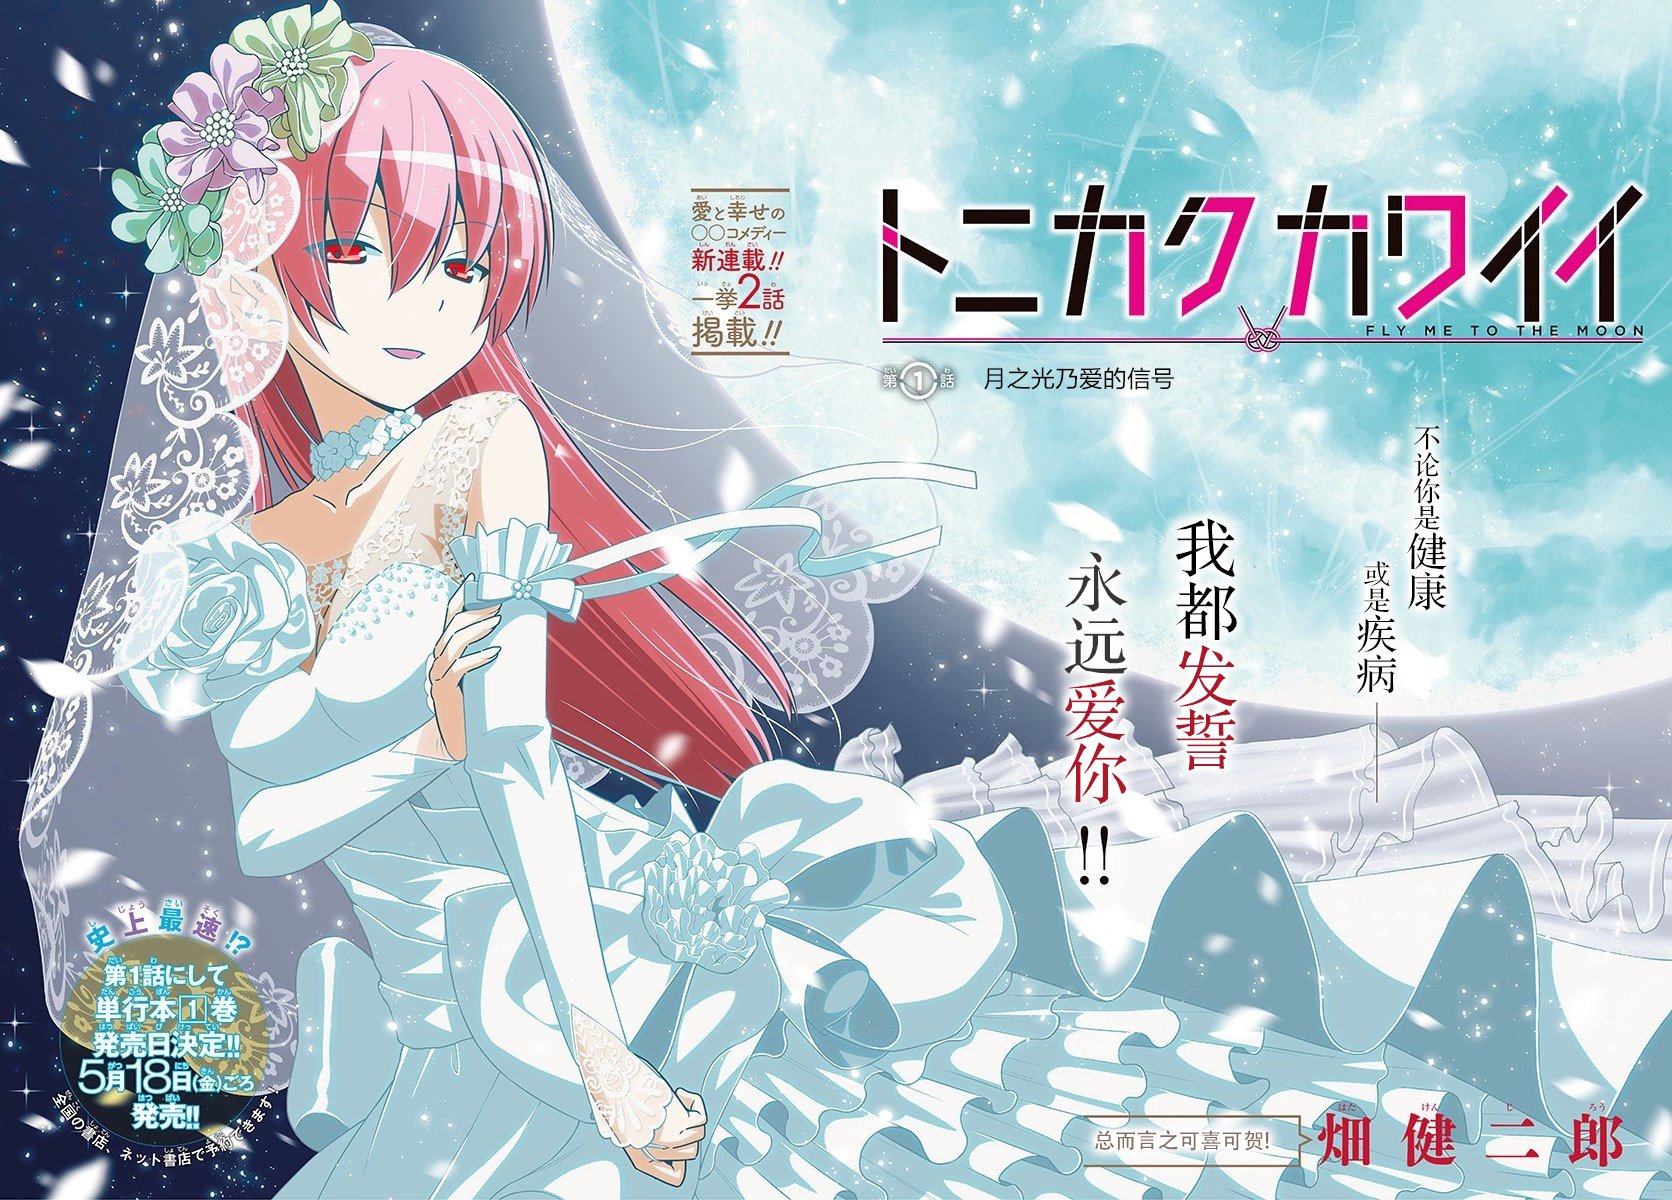 トニカクカワイイ
FLY ME TO THE MOON
第1話 月之光乃爱的信号
愛と幸せの
〇〇コメディー
新連載!!
一挙2話
掲載!!
不论你是健康
或是疾病——
我都发誓
永远爱你!!
史上最速!?
第1話にして
単行本1巻
発売日決定!!
5月18日(金)ごろ
発売!!
全国の書店、ネット書店で予約できます。
总而言之可喜可贺!
畑健二郎